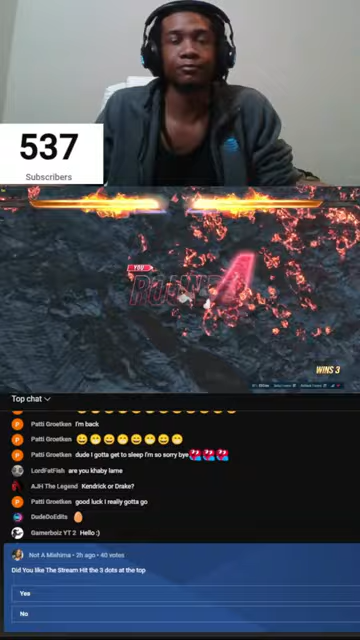 537
Subscribers
YOU
ROUND 4
WINS 3
Top chat
Patti Groetken I'm back
Patti Groetken 😄😁😄😁😄😁😄😁
Patti Groetken dude I gotta get to sleep I'm so sorry bye
LordFatFish are you khaby lame
AJH The Legend Kendrick or Drake?
Patti Groetken good luck I really gotta go
DudeDoEdits 🥚
Gamerboiz YT 2 Hello :)
Not A Mishima • 2h ago • 40 votes
Did You like The Stream Hit the 3 dots at the top
Yes
No